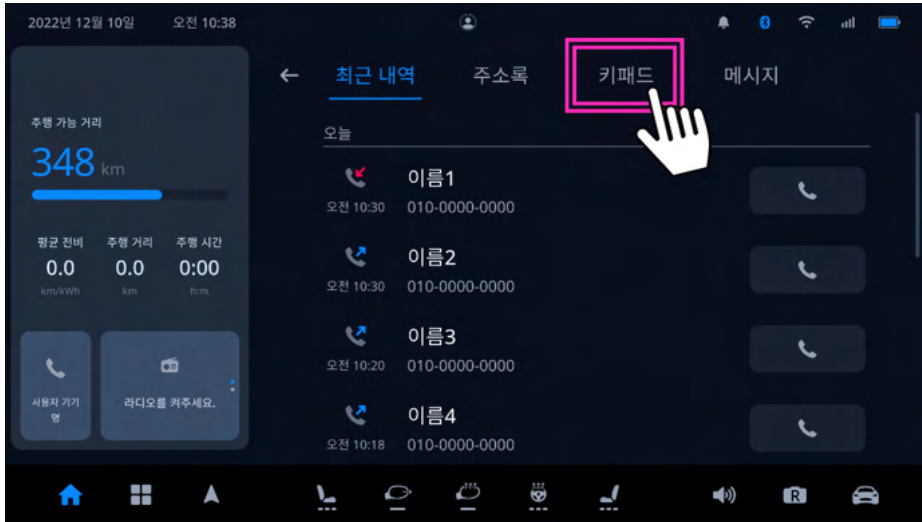 2022년 12월 10일 오전 10:38
최근 내역 주소록 키패드 메시지
주행 가능 거리
348 km
평균 전비 주행 거리 주행 시간
0.0 0.0 0:00
km/kWh km h:m
사용자 기기
명
라디오를 켜주세요.
오늘
이름1
오전 10:30 010-0000-0000
이름2
오전 10:30 010-0000-0000
이름3
오전 10:20 010-0000-0000
이름4
오전 10:18 010-0000-0000
R